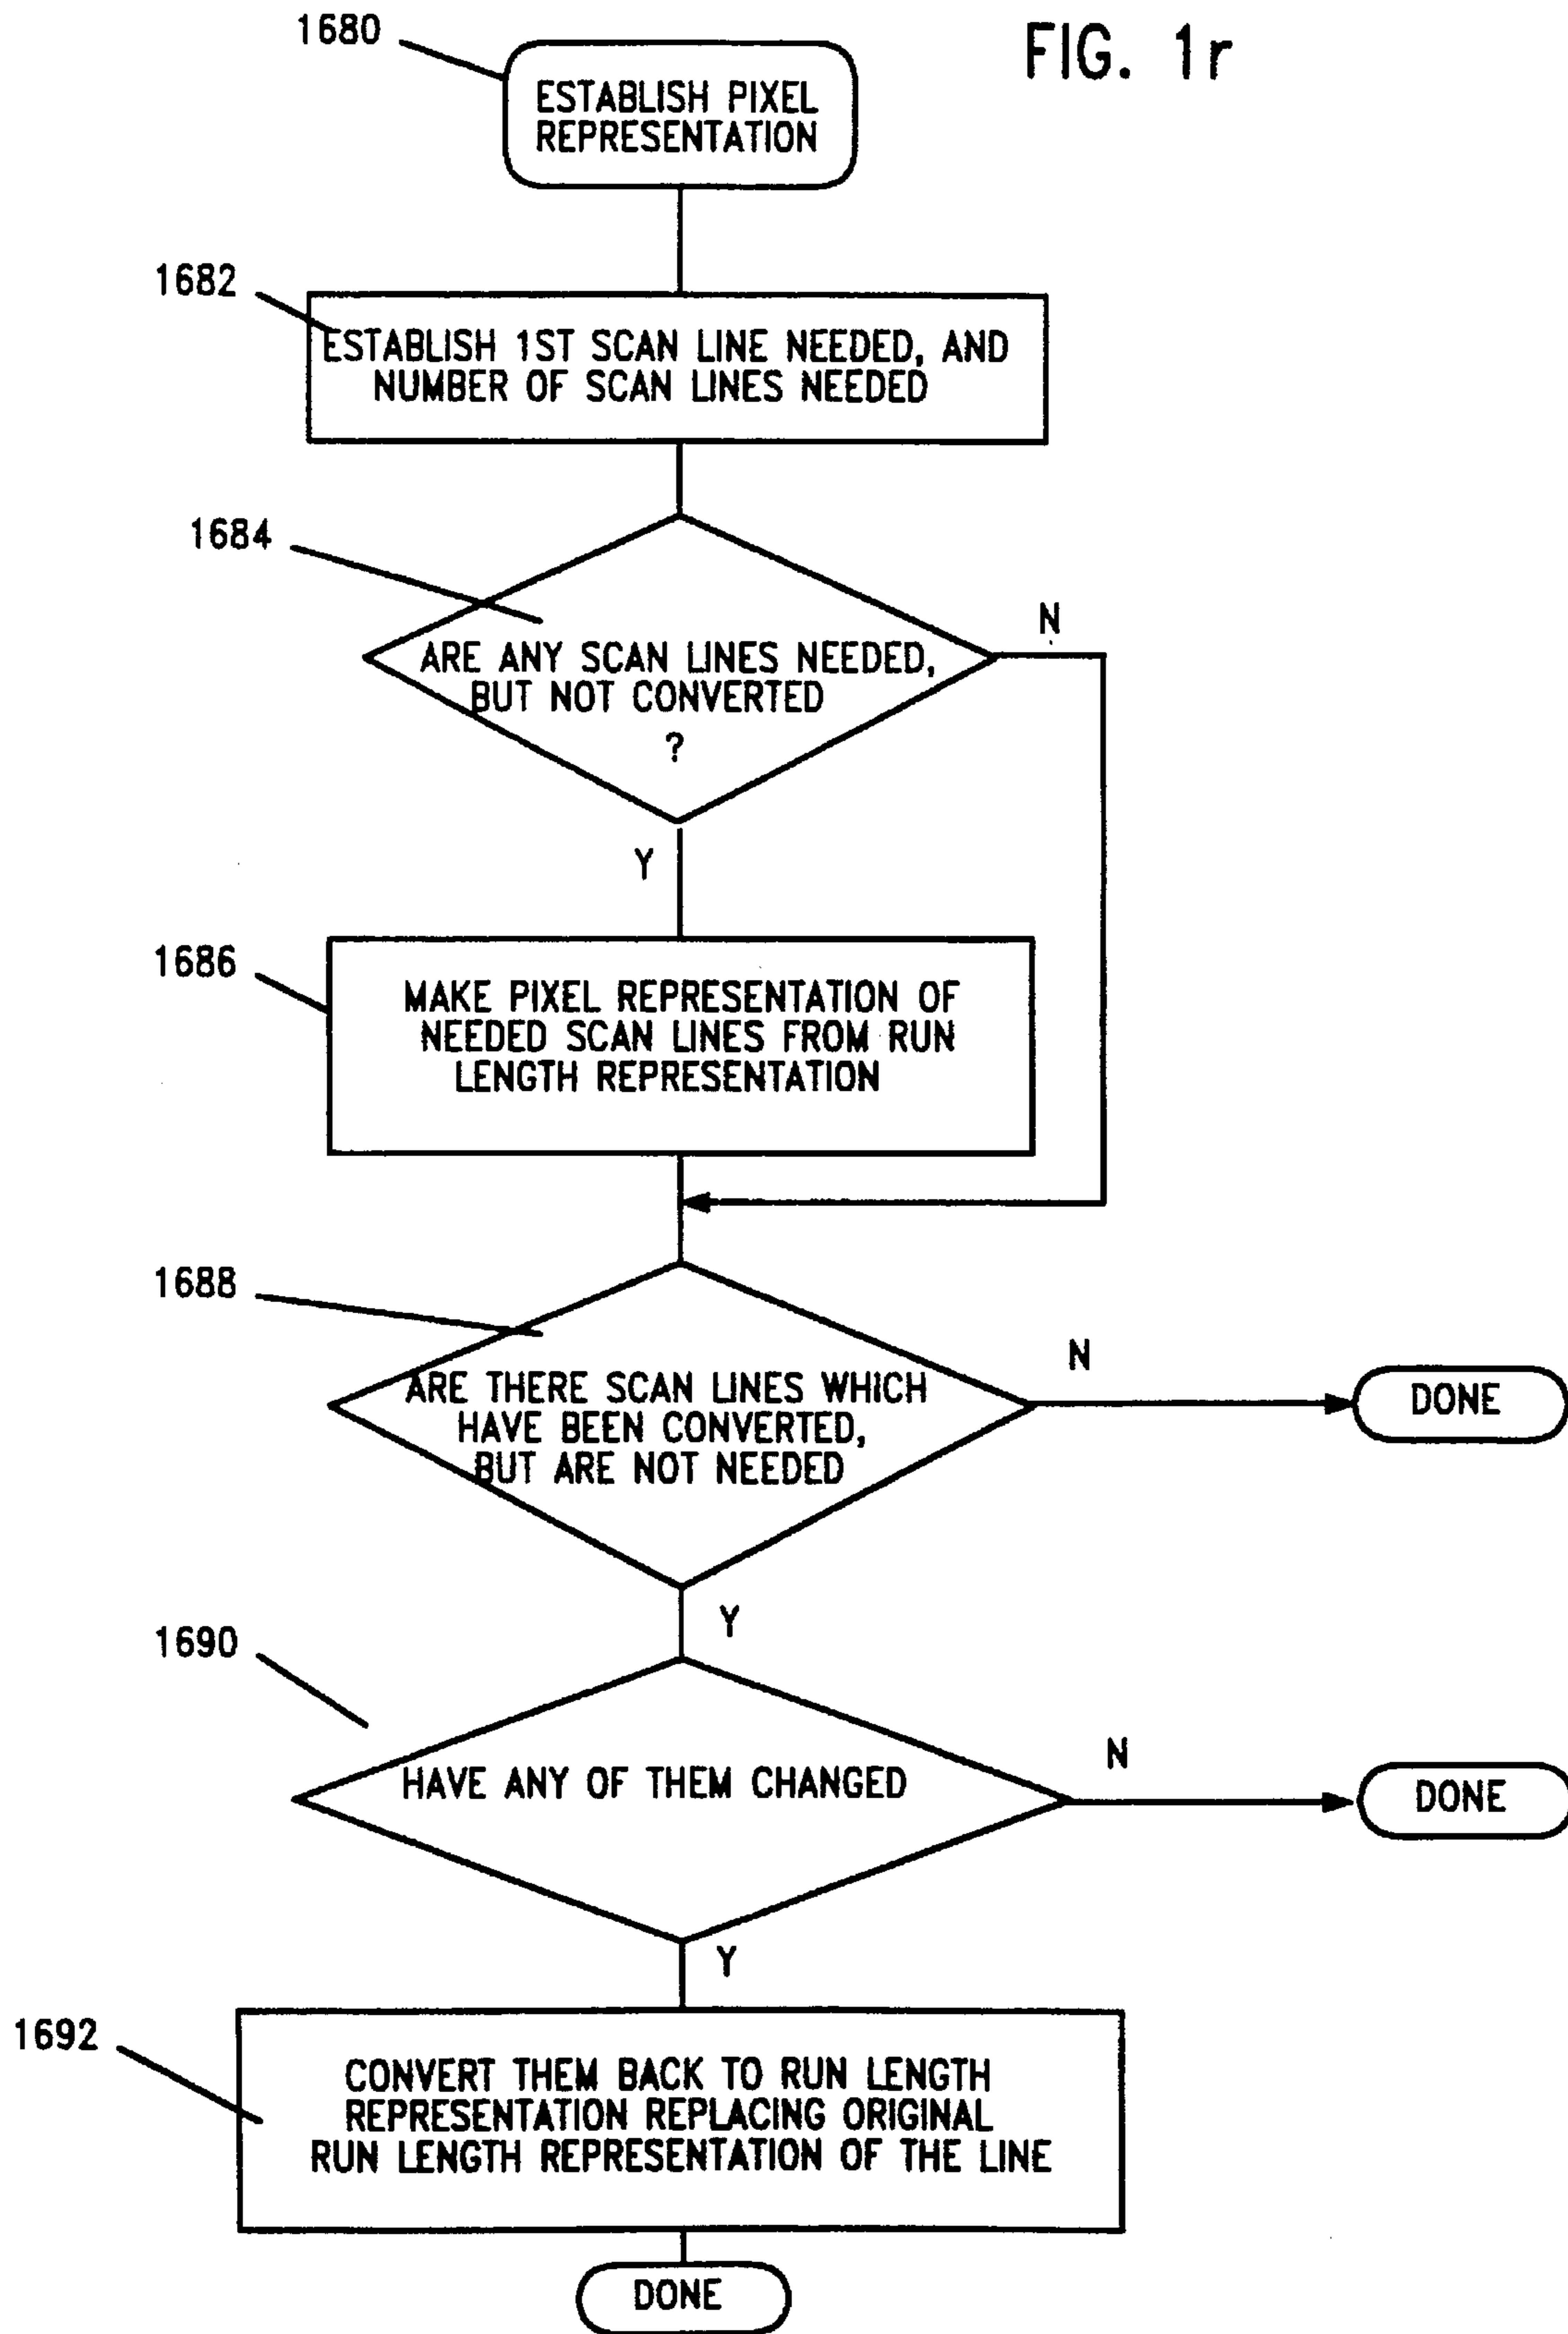 FIG. 1r
1680
ESTABLISH PIXEL
REPRESENTATION
1682
ESTABLISH 1ST SCAN LINE NEEDED, AND
NUMBER OF SCAN LINES NEEDED
1684
ARE ANY SCAN LINES NEEDED,
BUT NOT CONVERTED
?
N
Y
1686
MAKE PIXEL REPRESENTATION OF
NEEDED SCAN LINES FROM RUN
LENGTH REPRESENTATION
1688
ARE THERE SCAN LINES WHICH
HAVE BEEN CONVERTED,
BUT ARE NOT NEEDED
N
DONE
Y
1690
HAVE ANY OF THEM CHANGED
N
DONE
Y
1692
CONVERT THEM BACK TO RUN LENGTH
REPRESENTATION REPLACING ORIGINAL
RUN LENGTH REPRESENTATION OF THE LINE
DONE